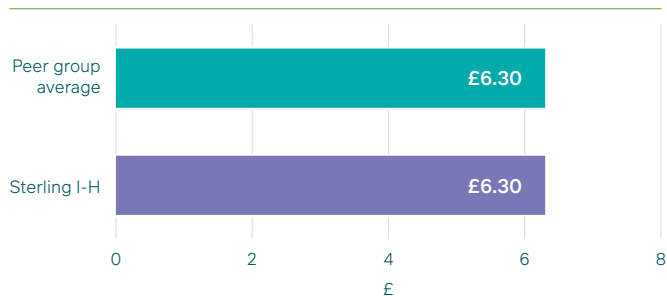 Peer group
average
£6.30
Sterling I-H
£6.30
0 2 4 6 8
£